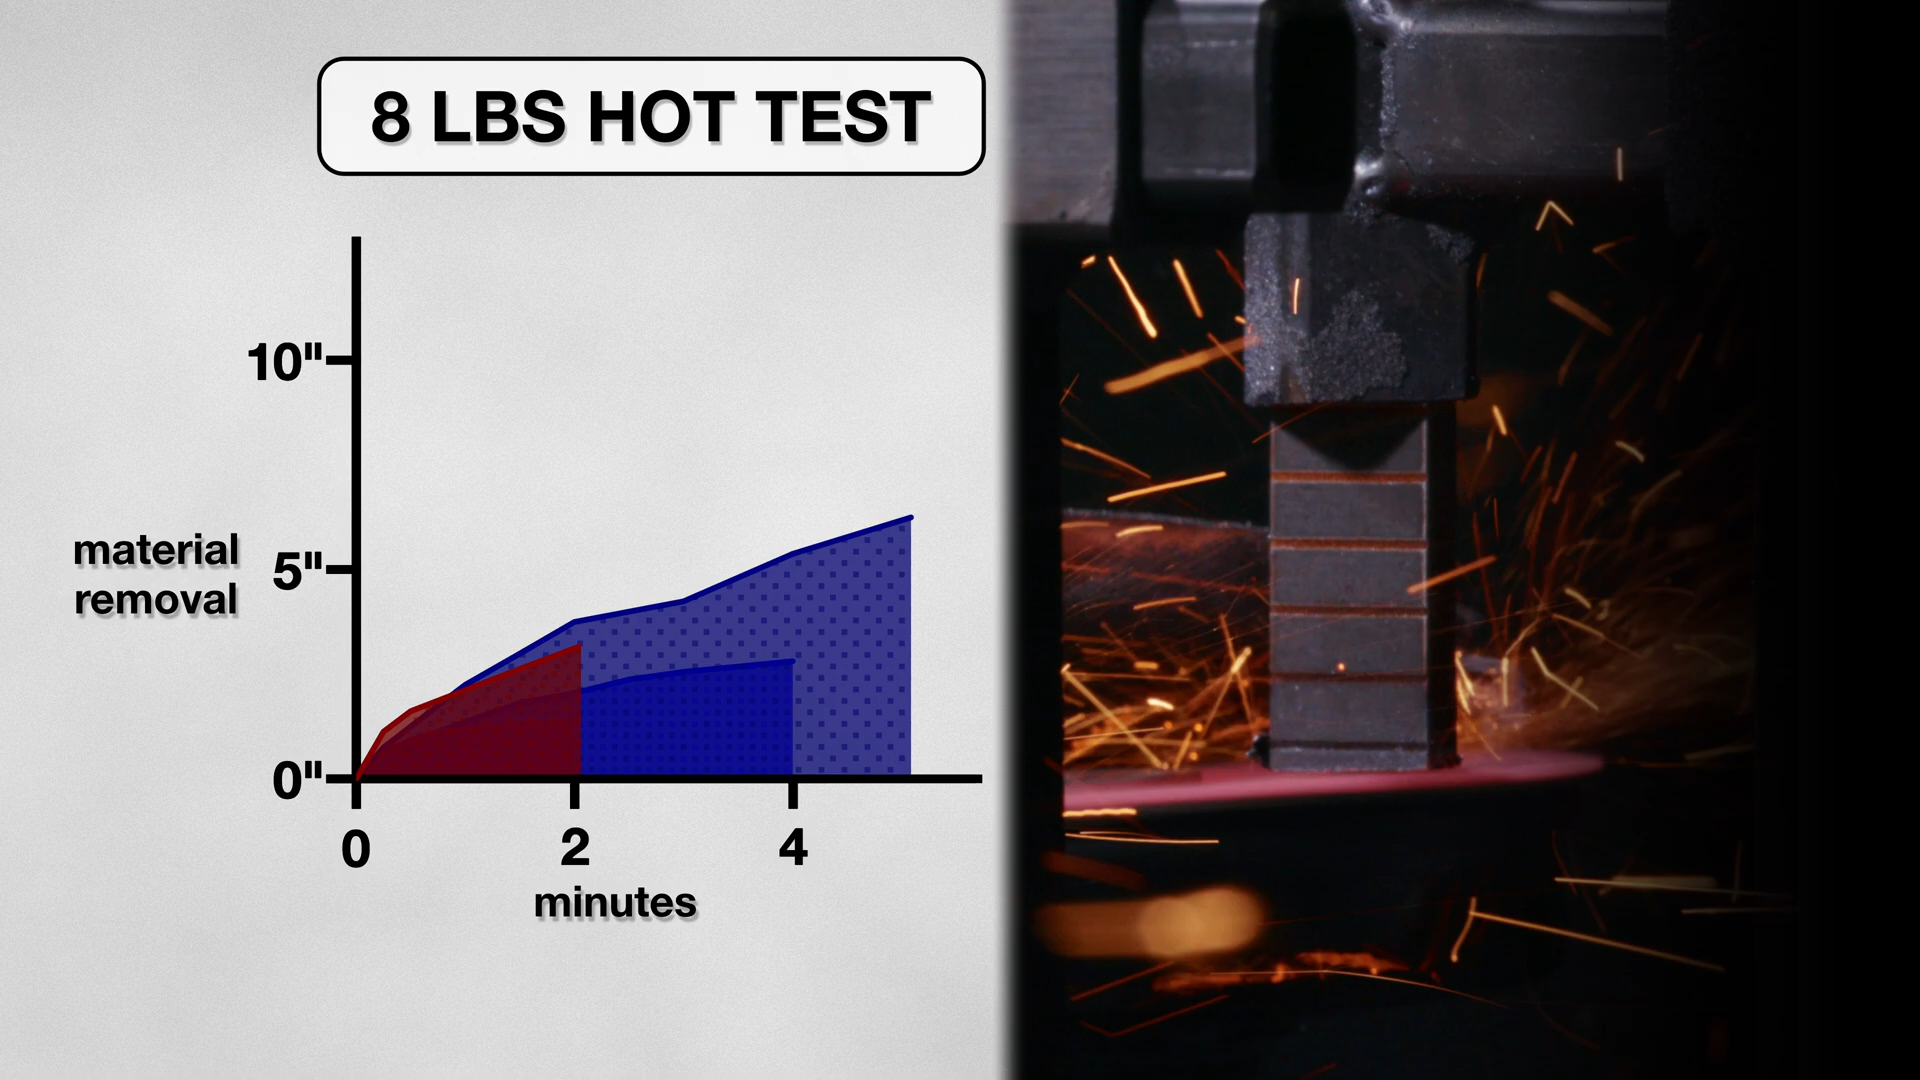 8 LBS HOT TEST
10"
material
removal
5"
0"
0
2
4
minutes